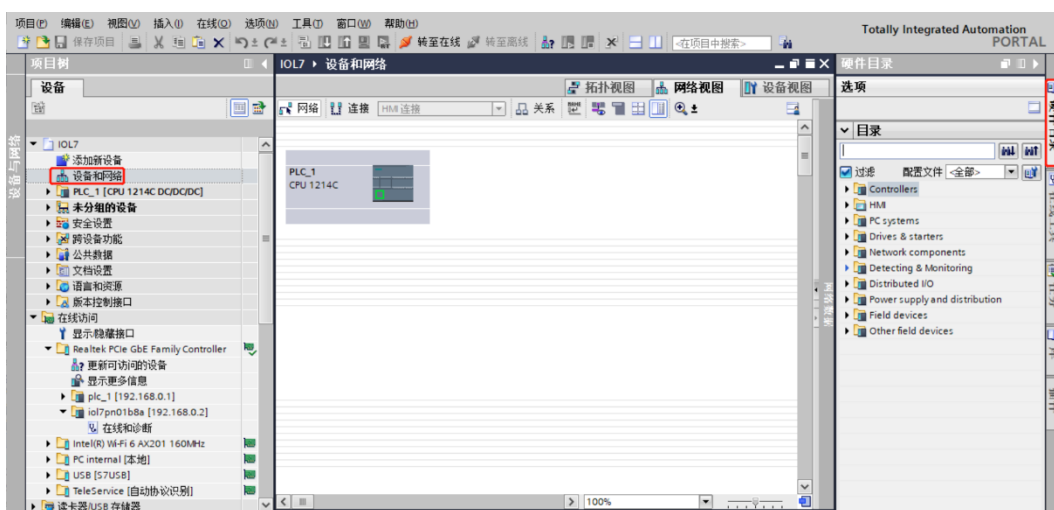 项目(P) 编辑(E) 视图(V) 插入(I) 在线(O) 选项(N) 工具(T) 窗口(W) 帮助(H)
Totally Integrated Automation
PORTAL
保存项目 转至在线 转至离线 <在项目中搜索>
项目树
IOL7 ▸ 设备和网络
硬件目录
设备
拓扑视图 网络视图 设备视图
选项
网络 连接 HMI 连接 关系
目录
过滤 配置文件 <全部>
设备与网络
IOL7
添加新设备
设备和网络
PLC_1 [CPU 1214C DC/DC/DC]
未分组的设备
安全设置
跨设备功能
公共数据
文档设置
语言和资源
版本控制接口
在线访问
显示/隐藏接口
Realtek PCIe GbE Family Controller
更新可访问的设备
显示更多信息
plc_1 [192.168.0.1]
iol7pn01b8a [192.168.0.2]
在线和诊断
Intel(R) Wi-Fi 6 AX201 160MHz
PC internal [本地]
USB [S7USB]
TeleService [自动协议识别]
读卡器/USB 存储器
PLC_1
CPU 1214C
100%
Controllers
HMI
PC systems
Drives & starters
Network components
Detecting & Monitoring
Distributed I/O
Power supply and distribution
Field devices
Other field devices